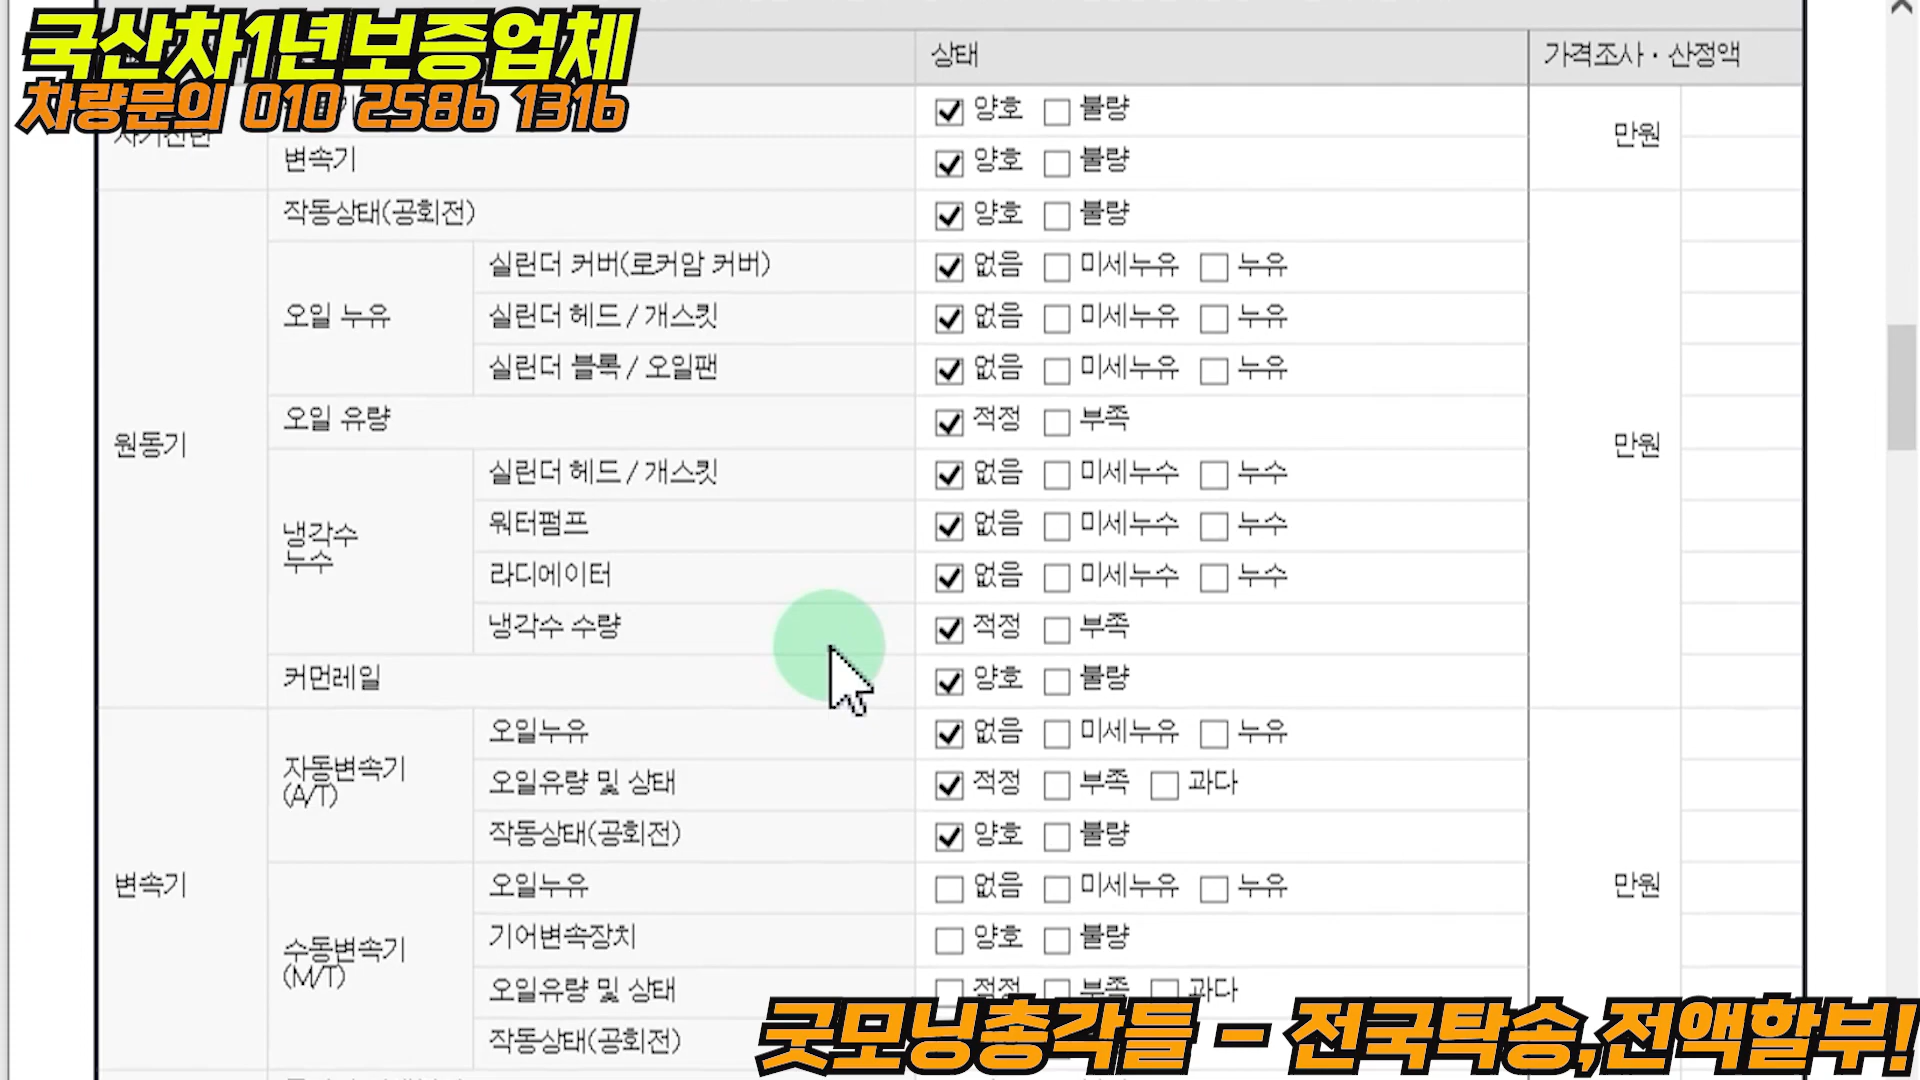 국산차1년보증업체
차량문의 010 2586 1316
상태 가격조사 · 산정액
자기진단
양호 불량 만원
변속기 양호 불량
원동기
작동상태(공회전) 양호 불량
오일 누유
실린더 커버(로커암 커버) 없음 미세누유 누유
실린더 헤드 / 개스킷 없음 미세누유 누유
실린더 블록 / 오일팬 없음 미세누유 누유
오일 유량 적정 부족
만원
냉각수
누수
실린더 헤드 / 개스킷 없음 미세누수 누수
워터펌프 없음 미세누수 누수
라디에이터 없음 미세누수 누수
냉각수 수량 적정 부족
커먼레일 양호 불량
변속기
자동변속기
(A/T)
오일누유 없음 미세누유 누유
오일유량 및 상태 적정 부족 과다
작동상태(공회전) 양호 불량
만원
수동변속기
(M/T)
오일누유 없음 미세누유 누유
기어변속장치 양호 불량
오일유량 및 상태 적정 부족 과다
작동상태(공회전)
굿모닝총각들 - 전국탁송,전액할부!